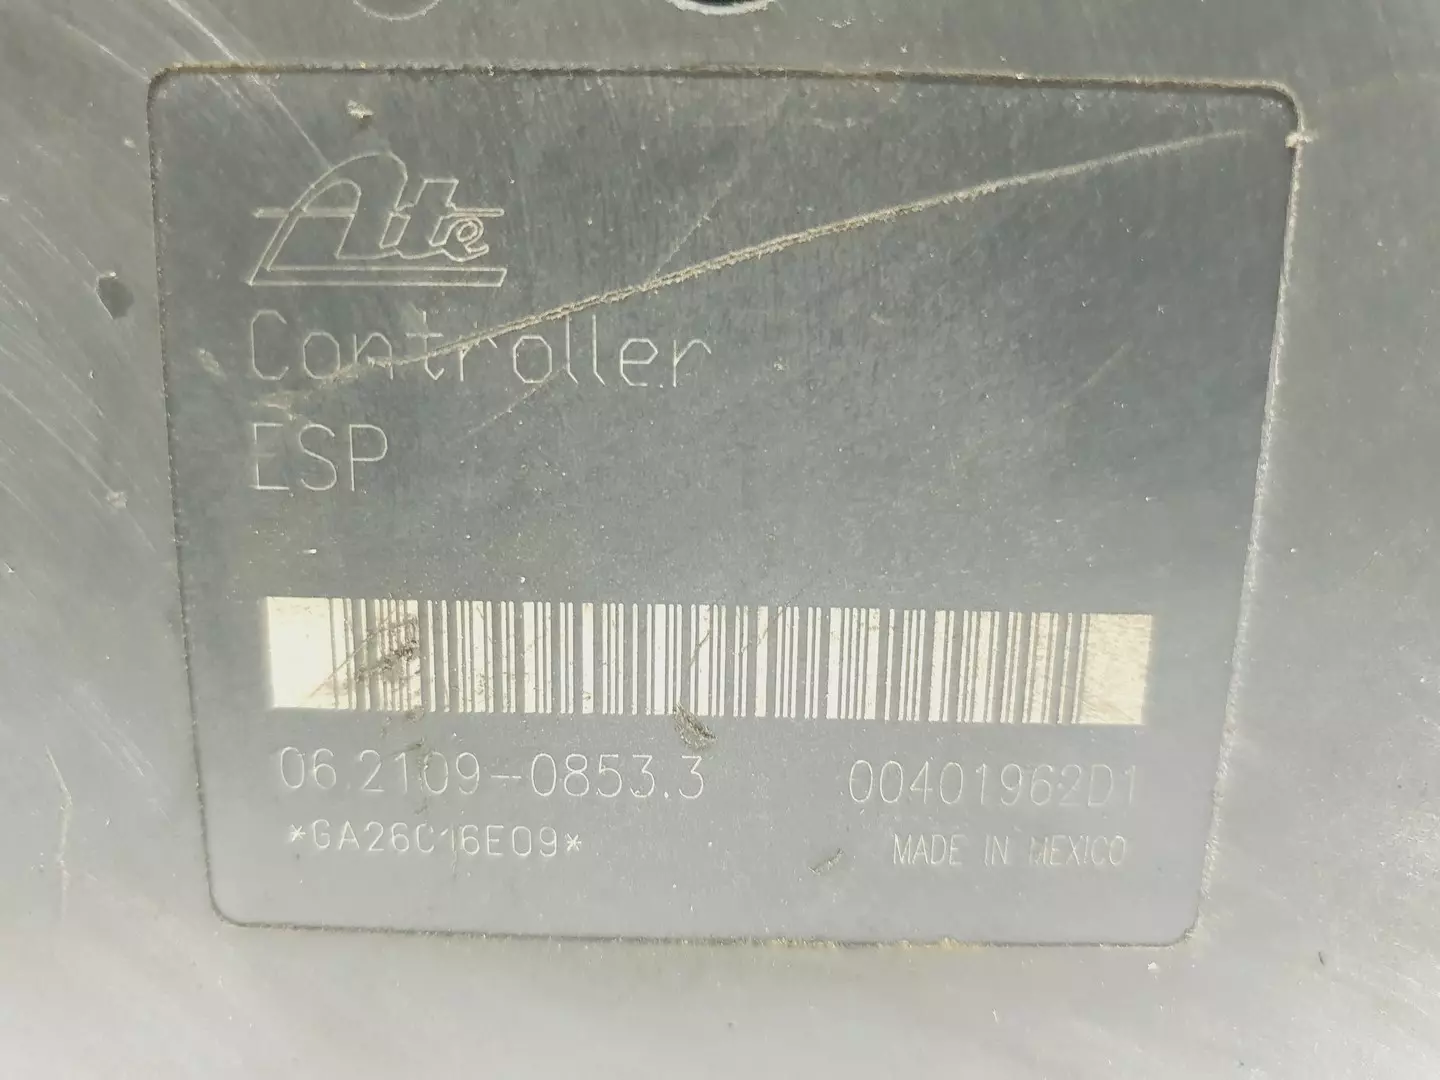 Ate
Controller
ESP
06.2109-0853.3
00401962D1
*GA26C16E09*
MADE IN MEXICO